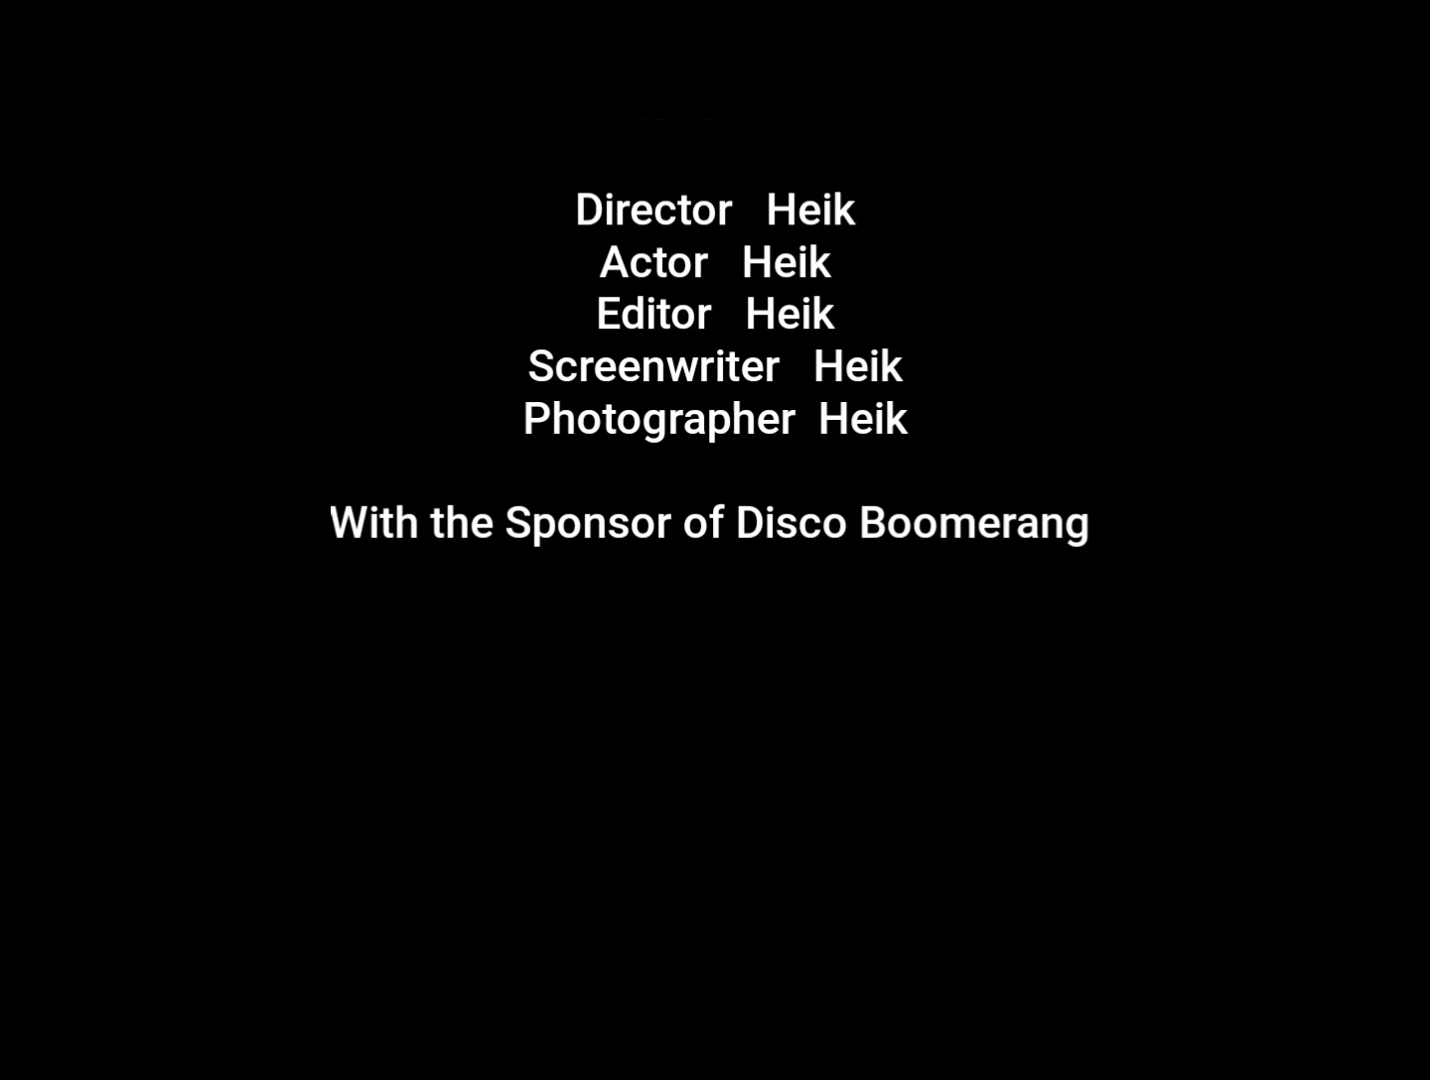 Director Heik
Actor Heik
Editor Heik
Screenwriter Heik
Photographer Heik
With the Sponsor of Disco Boomerang